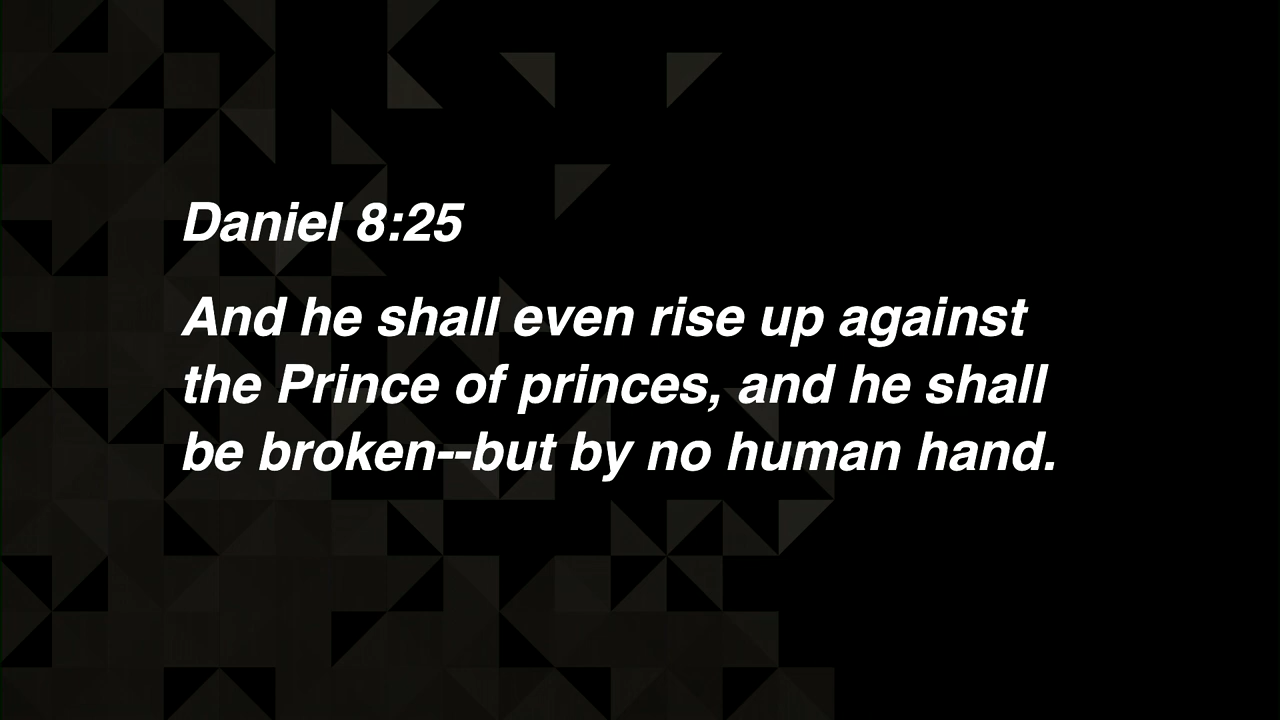 Daniel 8:25
And he shall even rise up against
the Prince of princes, and he shall
be broken--but by no human hand.